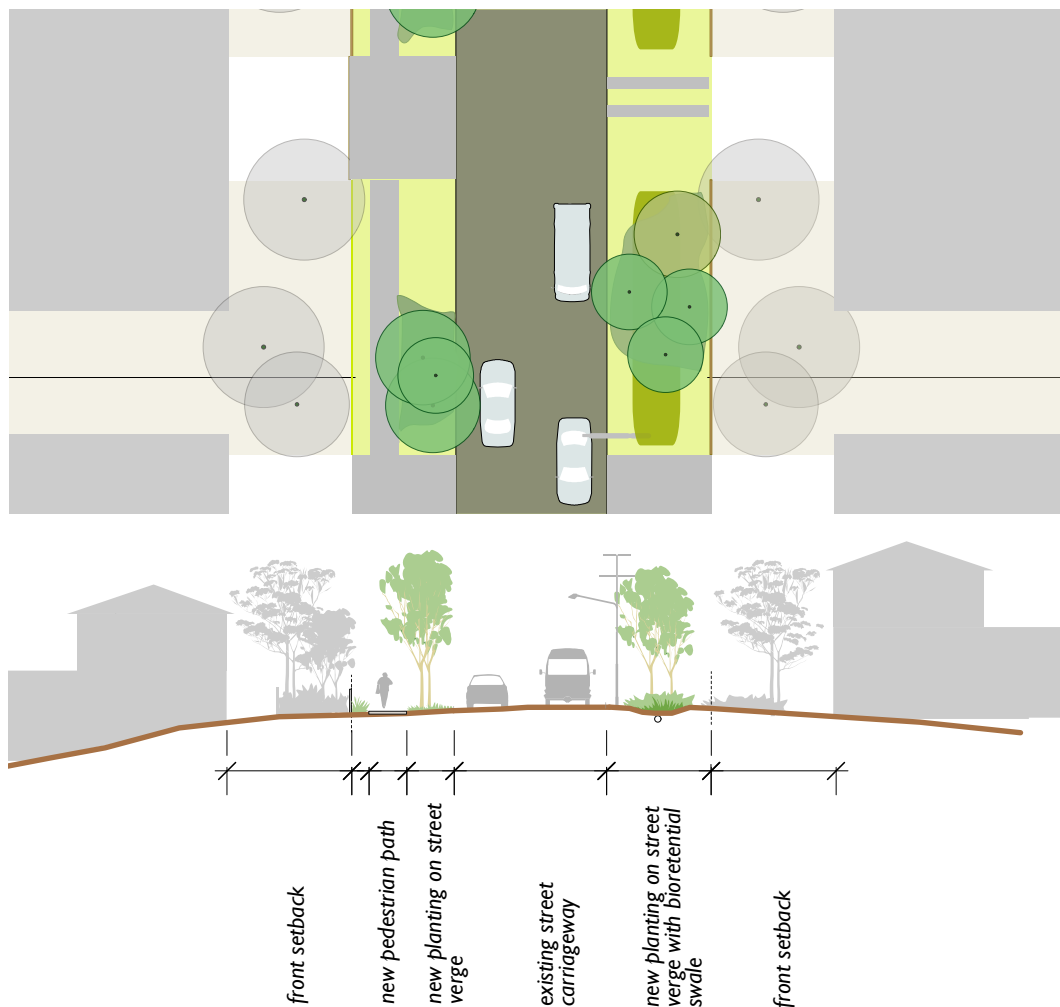 front setback
new pedestrian path
new planting on street
verge
existing street
carriageway
new planting on street
verge with bioretential
swale
front setback